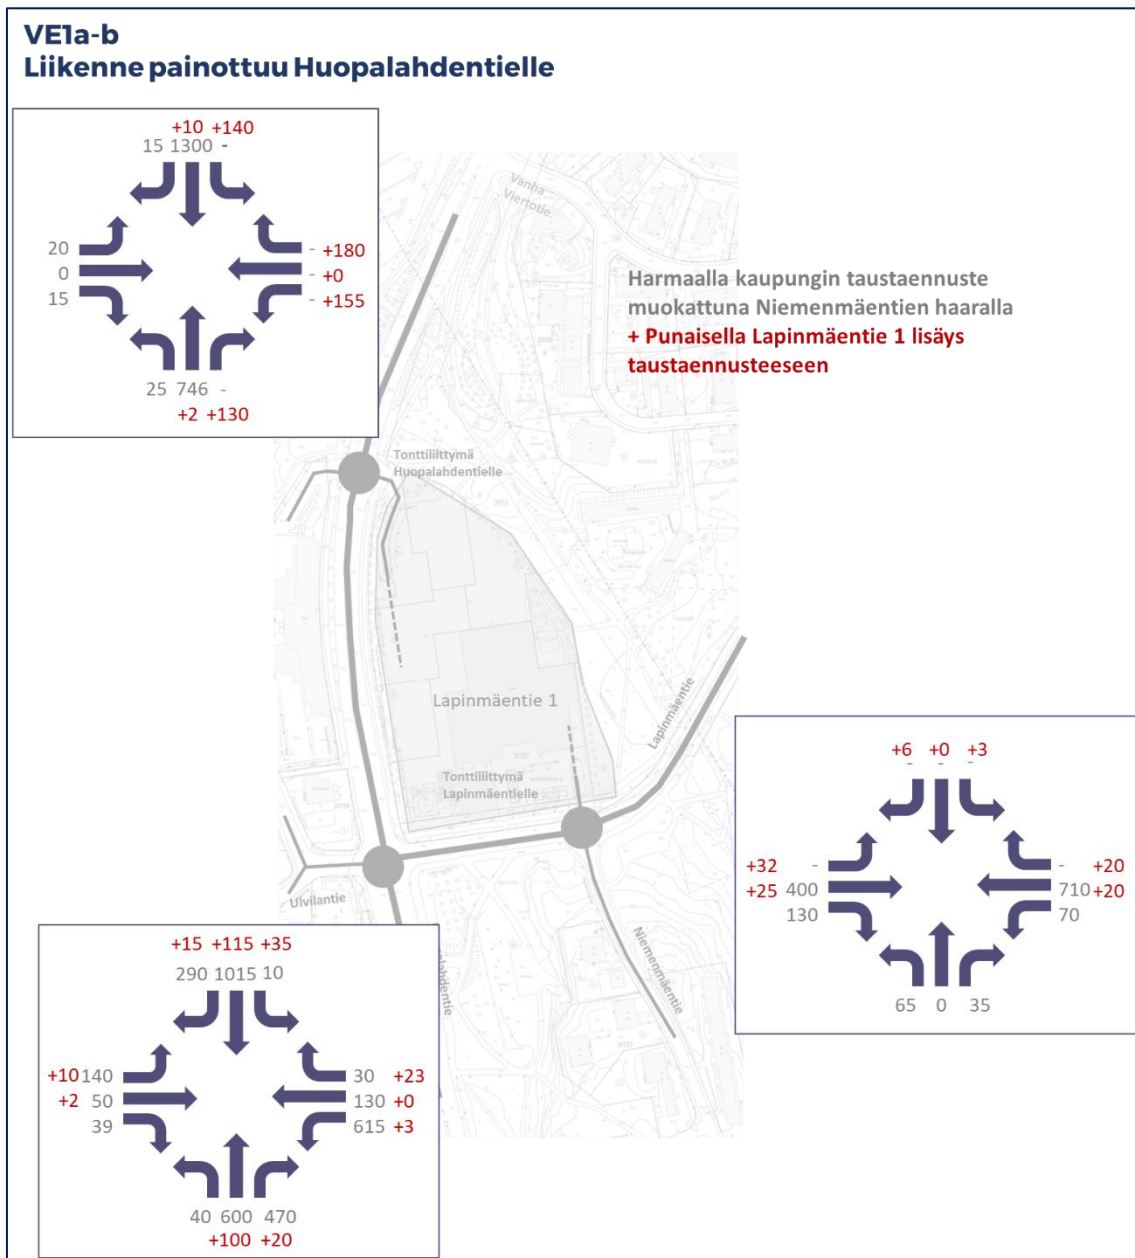 VE1a-b
Liikenne painottuu Huopalahdentielle
+10 +140
15 1300 -
20
0
15
- +180
- +0
- +155
25 746 -
+2 +130
Vanha
Viertotie
Harmaalla kaupungin taustaennuste
muokattuna Niemenmäentien haaralla
+ Punaisella Lapinmäentie 1 lisäys
taustaennusteeseen
Tonttiliittymä
Huopalahdentielle
Lapinmäentie 1
Lapinmäentie
Tonttiliittymä
Lapinmäentielle
Ulvilantie
Niemenmäentie
alahdentie
+6 +0 +3
- - -
+32 -
+25 400
130
- +20
710 +20
70
65 0 35
+15 +115 +35
290 1015 10
+10 140
+2 50
39
30 +23
130 +0
615 +3
40 600 470
+100 +20